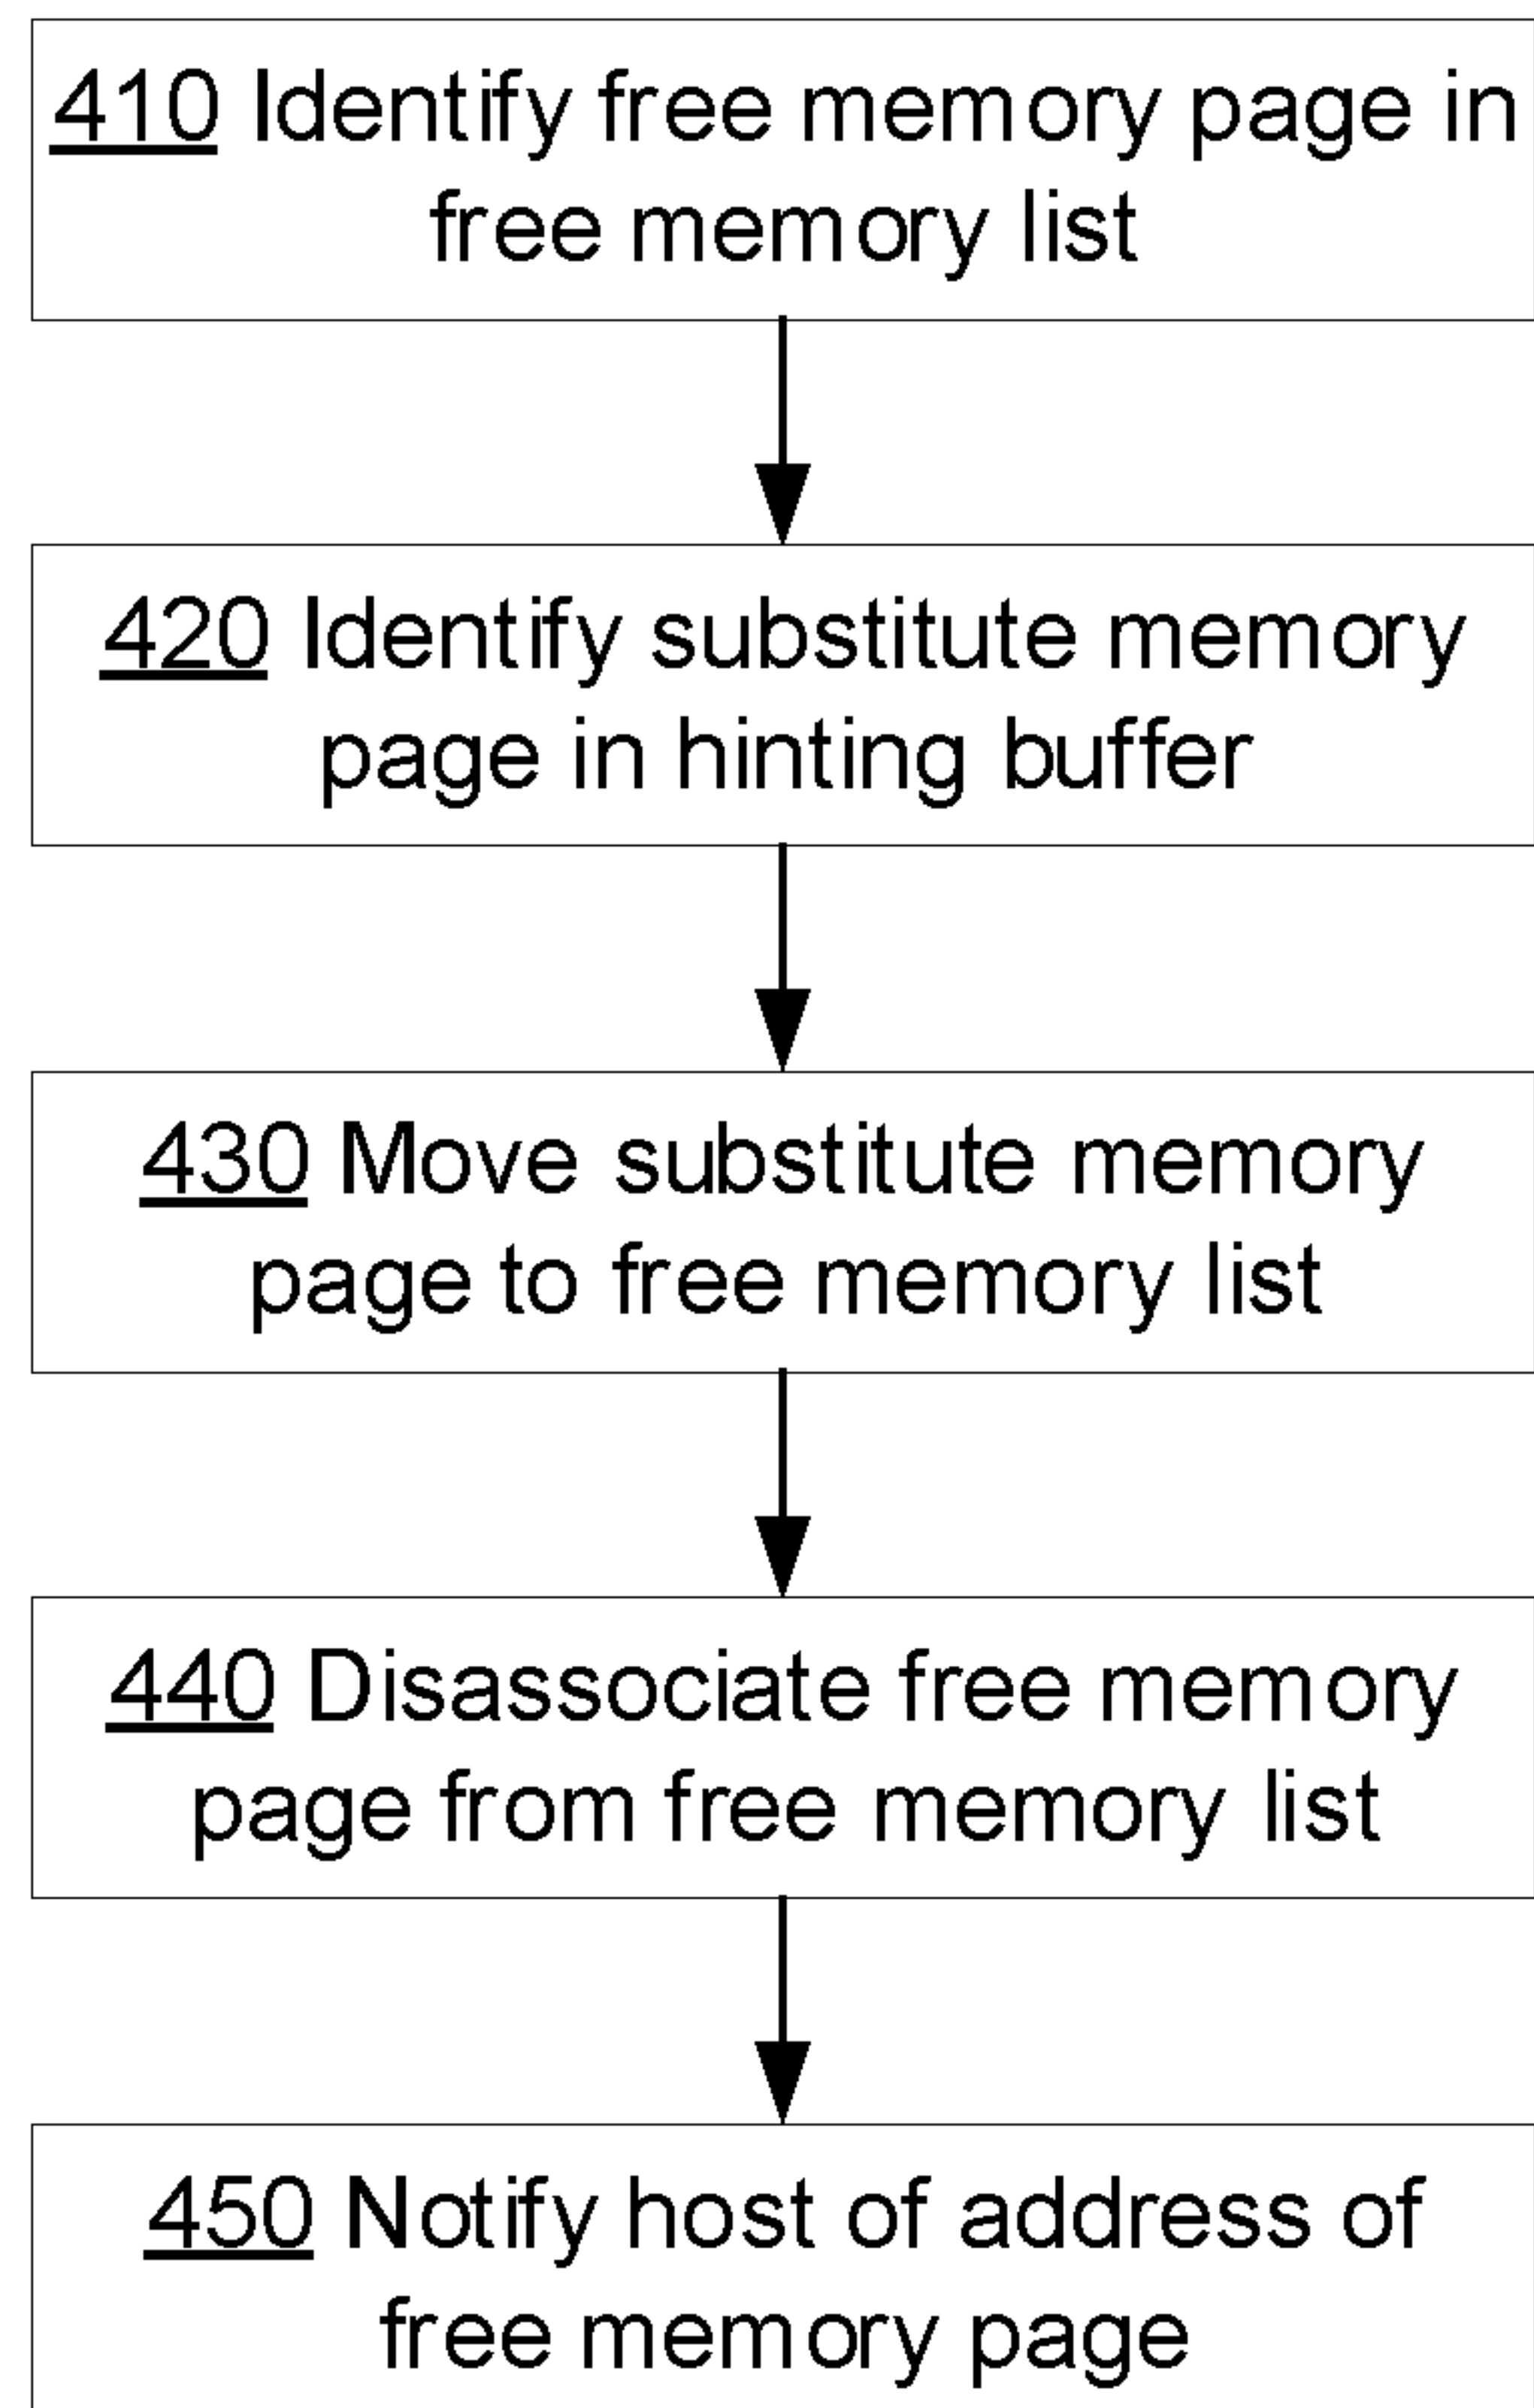 410 Identify free memory page in
free memory list
420 Identify substitute memory
page in hinting buffer
430 Move substitute memory
page to free memory list
440 Disassociate free memory
page from free memory list
450 Notify host of address of
free memory page